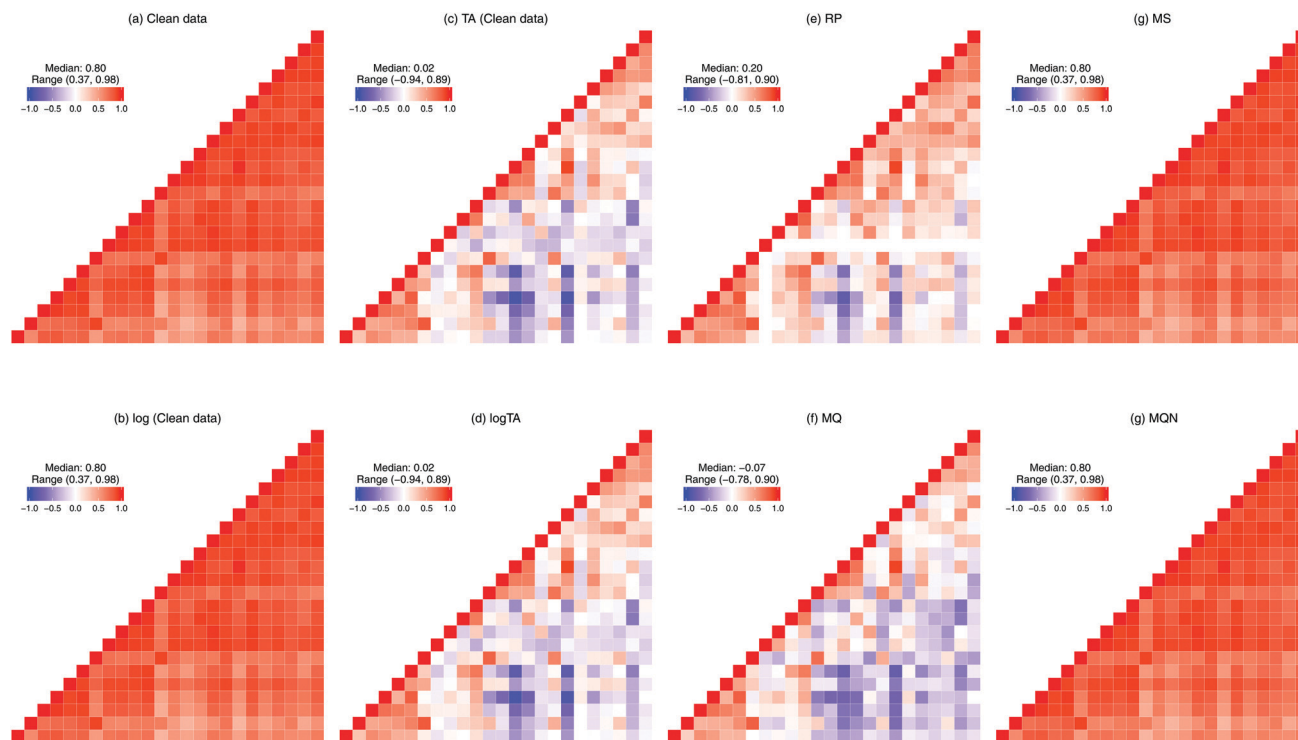 (a) Clean data
Median: 0.80
Range (0.37, 0.98)
−1.0 −0.5 0.0 0.5 1.0
(c) TA (Clean data)
Median: 0.02
Range (−0.94, 0.89)
−1.0 −0.5 0.0 0.5 1.0
(e) RP
Median: 0.20
Range (−0.81, 0.90)
−1.0 −0.5 0.0 0.5 1.0
(g) MS
Median: 0.80
Range (0.37, 0.98)
−1.0 −0.5 0.0 0.5 1.0
(b) log (Clean data)
Median: 0.80
Range (0.37, 0.98)
−1.0 −0.5 0.0 0.5 1.0
(d) logTA
Median: 0.02
Range (−0.94, 0.89)
−1.0 −0.5 0.0 0.5 1.0
(f) MQ
Median: −0.07
Range (−0.78, 0.90)
−1.0 −0.5 0.0 0.5 1.0
(g) MQN
Median: 0.80
Range (0.37, 0.98)
−1.0 −0.5 0.0 0.5 1.0